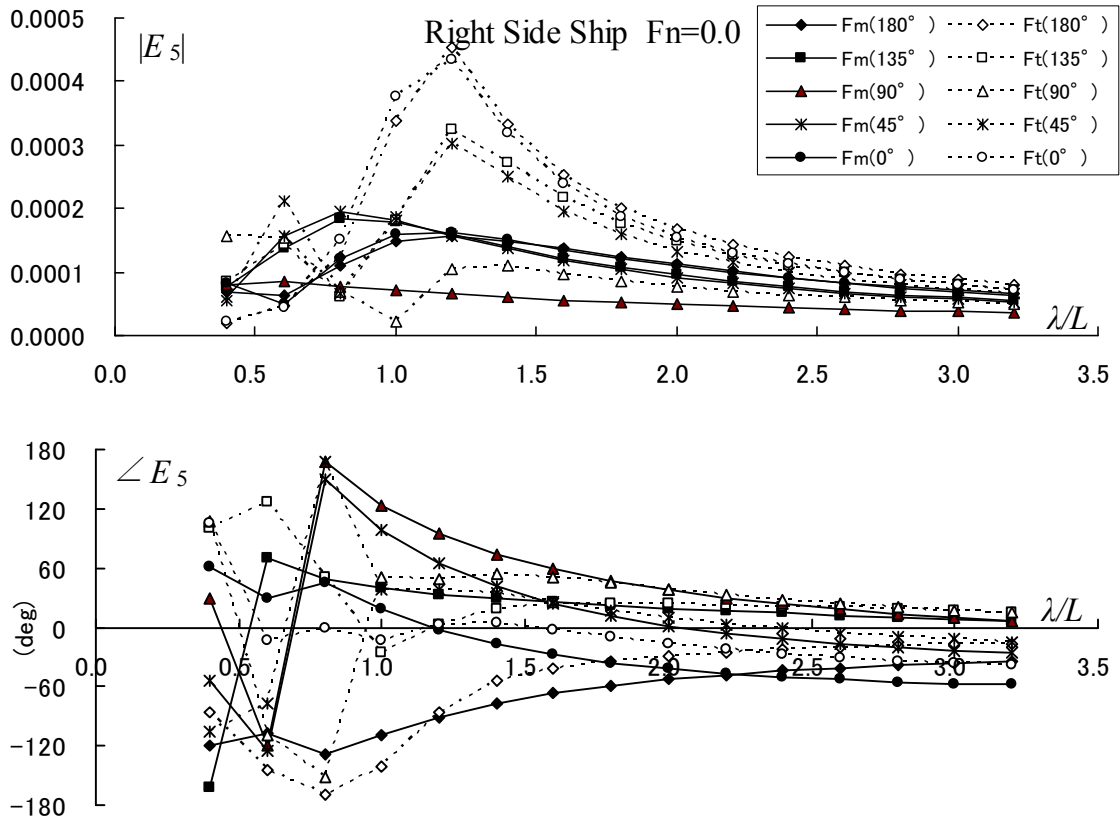 Right Side Ship Fn=0.0
|E 5|
0.0005
0.0004
0.0003
0.0002
0.0001
0.0000
0.0 0.5 1.0 1.5 2.0 2.5 3.0 3.5
λ/L
Fm(180° ) Ft(180° )
Fm(135° ) Ft(135° )
Fm(90° ) Ft(90° )
Fm(45° ) Ft(45° )
Fm(0° ) Ft(0° )
∠ E 5
(deg)
180
120
60
0
-60
-120
-180
0.0 0.5 1.0 1.5 2.0 2.5 3.0 3.5
λ/L